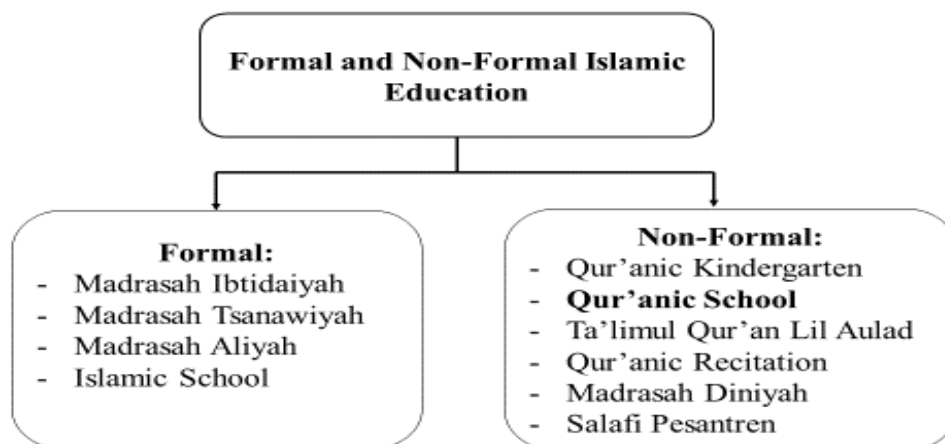 Formal and Non-Formal Islamic
Education
Formal:
- Madrasah Ibtidaiyah
- Madrasah Tsanawiyah
- Madrasah Aliyah
- Islamic School
Non-Formal:
- Qur’anic Kindergarten
- Qur’anic School
- Ta’limul Qur’an Lil Aulad
- Qur’anic Recitation
- Madrasah Diniyah
- Salafi Pesantren